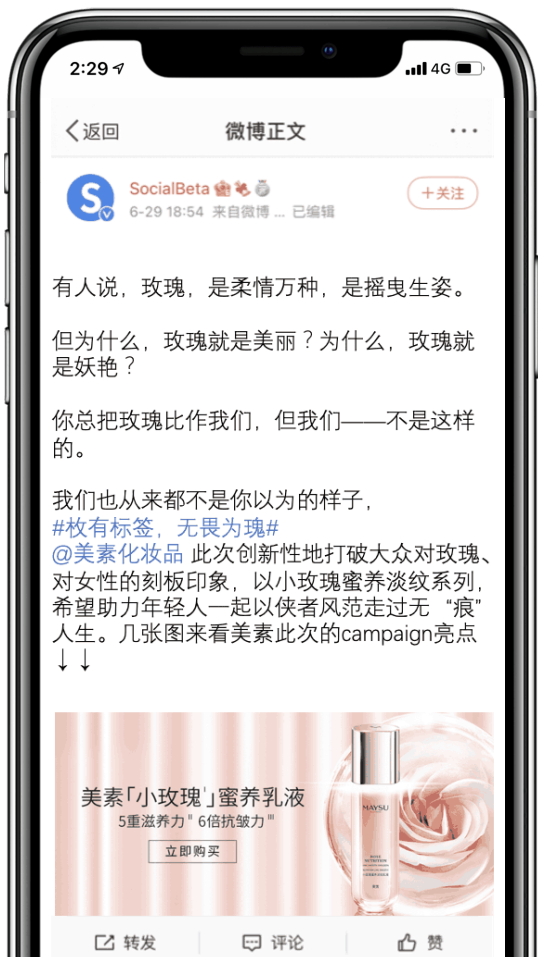 2:29
4G
返回
微博正文
SocialBeta
6-29 18:54 来自微博 ... 已编辑
+关注
有人说，玫瑰，是柔情万种，是摇曳生姿。
但为什么，玫瑰就是美丽？为什么，玫瑰就
是妖艳？
你总把玫瑰比作我们，但我们——不是这样
的。
我们也从来都不是你以为的样子，
#枚有标签，无畏为瑰#
@美素化妆品 此次创新性地打破大众对玫瑰、
对女性的刻板印象，以小玫瑰蜜养淡纹系列，
希望助力年轻人一起以侠者风范走过无“痕”
人生。几张图来看美素此次的campaign亮点
↓↓
美素「小玫瑰」蜜养乳液
5重滋养力 6倍抗皱力
立即购买
MAYSU
转发
评论
赞